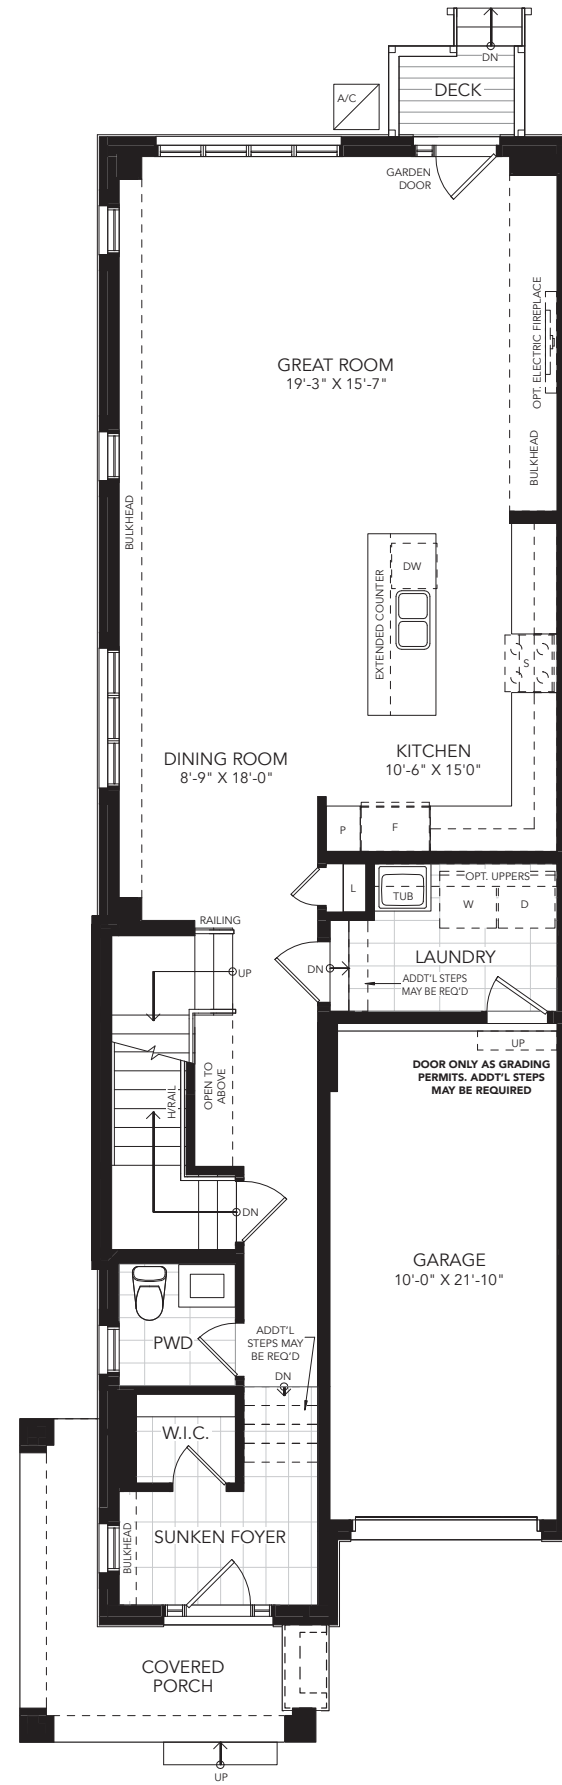 DN
DECK
A/C
GARDEN
DOOR
OPT. ELECTRIC FIREPLACE
GREAT ROOM
19'-3" X 15'-7"
BULKHEAD
BULKHEAD
DW
EXTENDED COUNTER
S
DINING ROOM
8'-9" X 18'-0"
KITCHEN
10'-6" X 15'0"
P
F
L
TUB
OPT. UPPERS
W
D
RAILING
LAUNDRY
UP
DN
ADDT'L STEPS
MAY BE REQ'D
UP
DOOR ONLY AS GRADING
PERMITS. ADDT'L STEPS
MAY BE REQUIRED
OPEN TO
ABOVE
H/RAIL
DN
GARAGE
10'-0" X 21'-10"
PWD
ADDT'L
STEPS MAY
BE REQ'D
DN
W.I.C.
SUNKEN FOYER
BULKHEAD
COVERED
PORCH
UP